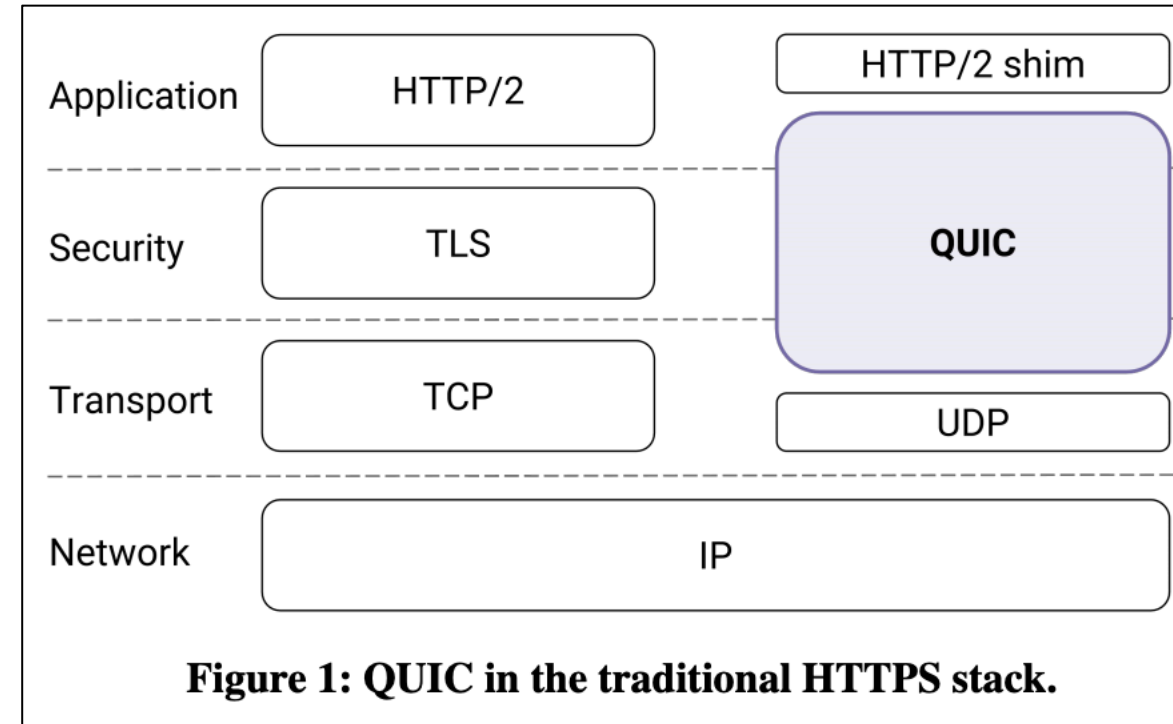 Application
HTTP/2
HTTP/2 shim
Security
TLS
QUIC
Transport
TCP
UDP
Network
IP
Figure 1: QUIC in the traditional HTTPS stack.